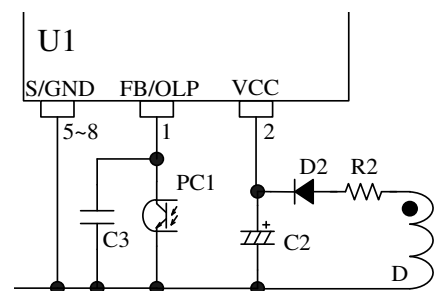 U1
S/GND FB/OLP VCC
5~8 1 2
D2 R2
PC1
+
C3 C2
D